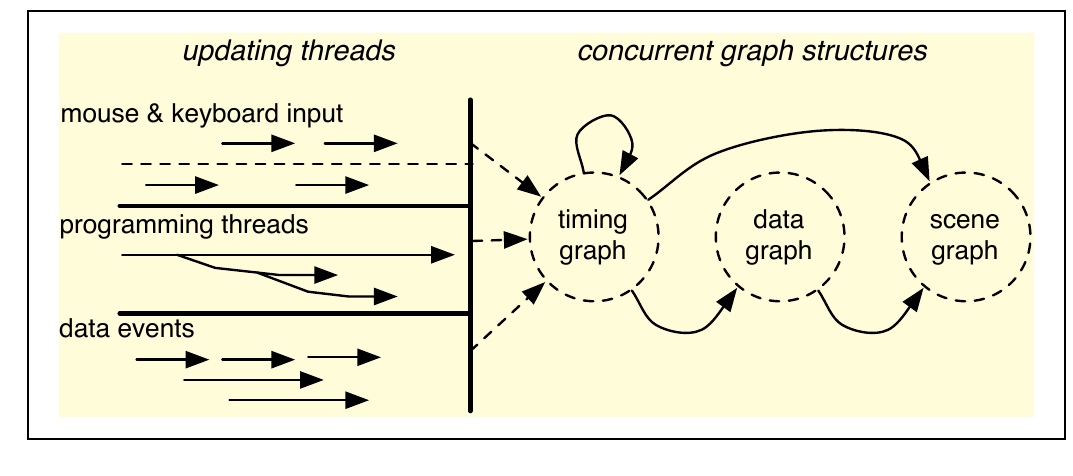 updating threads
concurrent graph structures
mouse & keyboard input
programming threads
data events
timing
graph
data
graph
scene
graph